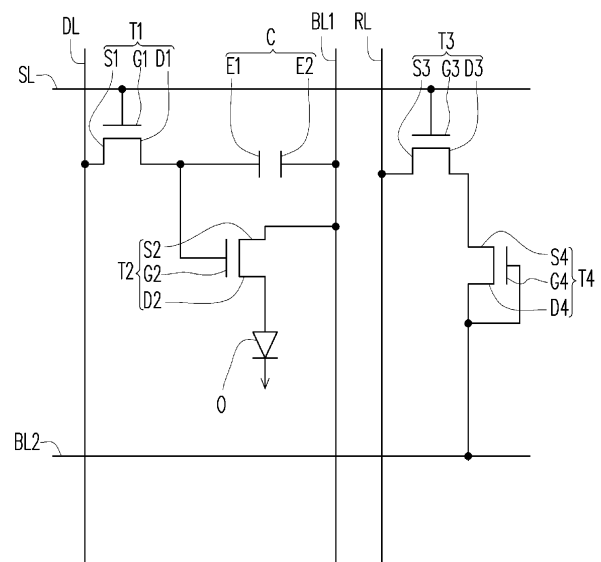 DL
T1
C
BL1
RL
T3
S1 G1 D1
E1
E2
S3 G3 D3
SL
S2
T2
G2
D2
S4
G4
T4
D4
O
BL2